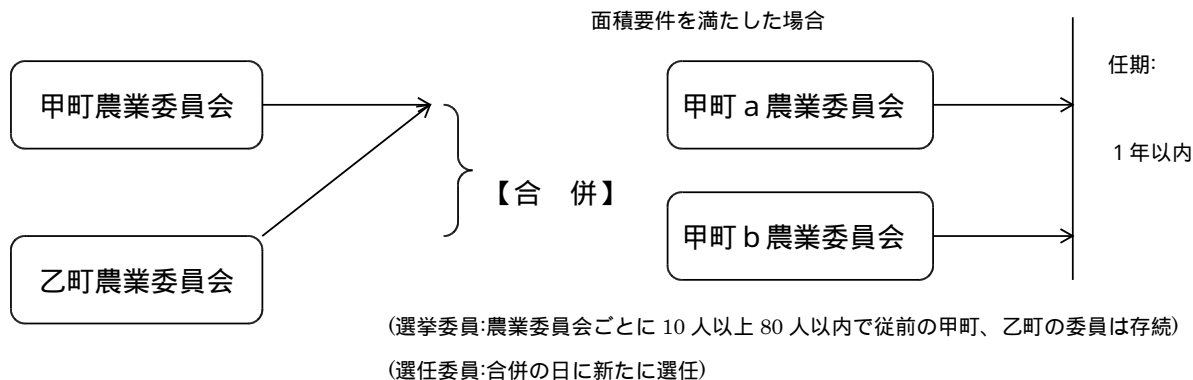 面積要件を満たした場合
任期:
甲町農業委員会
甲町ａ農業委員会
１年以内
【合　併】
甲町ｂ農業委員会
乙町農業委員会
(選挙委員:農業委員会ごとに 10 人以上 80 人以内で従前の甲町、乙町の委員は存続)
(選任委員:合併の日に新たに選任)